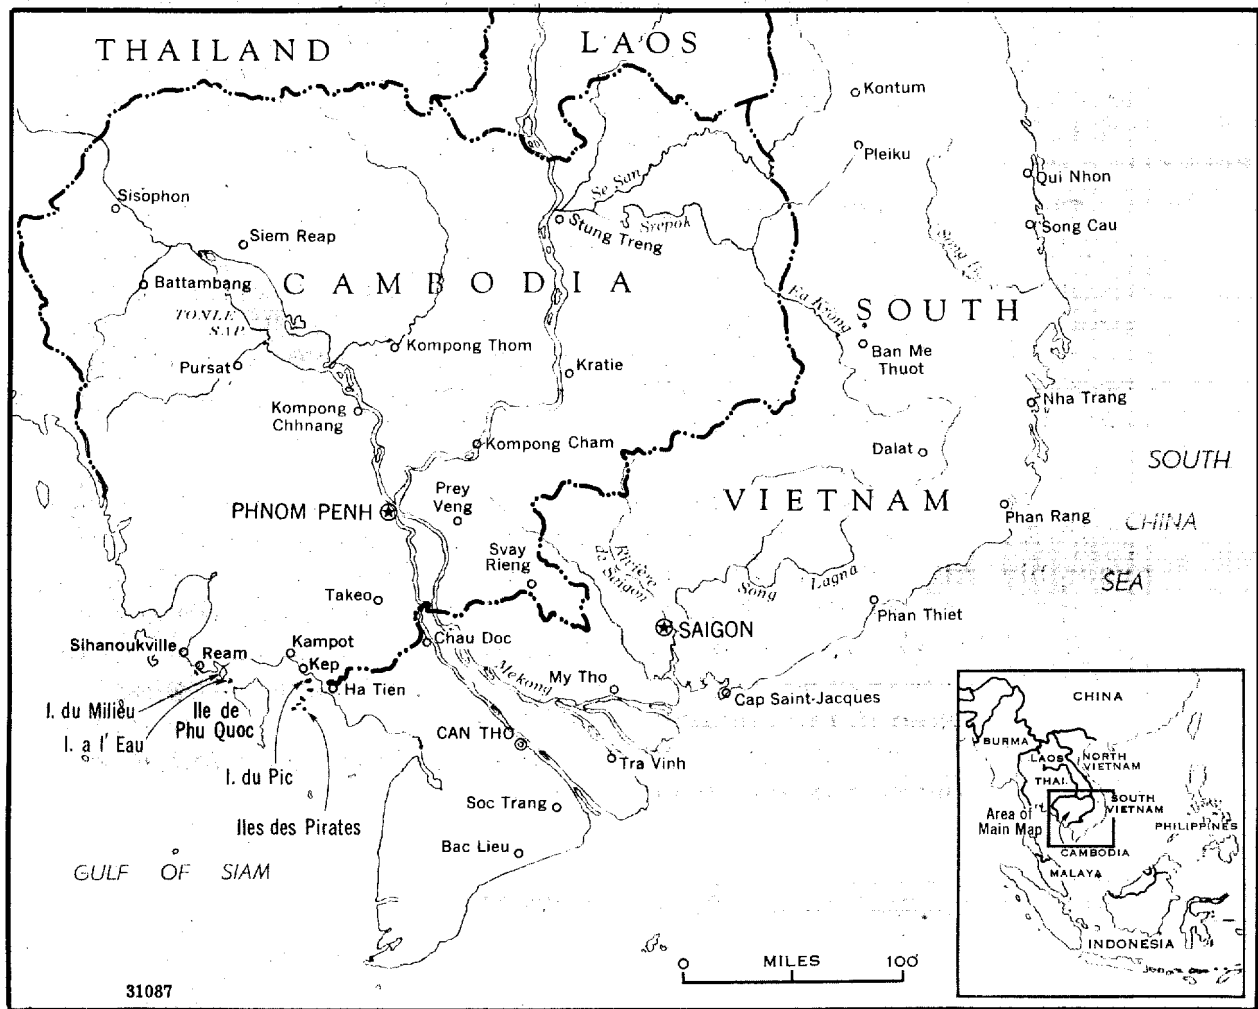 THAILAND
LAOS
Kontum
Pleiku
Se San
Qui Nhon
Sisophon
Srepok
Stung Treng
Song Cau
Siem Reap
Battambang
CAMBODIA
SOUTH
TONLE
SAP
Ea Krong
Kompong Thom
Ban Me
Thuot
Pursat
Kratie
Kompong
Chhnang
Nha Trang
Kompong Cham
Dalat
SOUTH
Prey
Veng
VIETNAM
PHNOM PENH
Phan Rang
CHINA
Svay
Rieng
Rivière
de Saigon
Song Lagna
SEA
Takeo
Phan Thiet
SAIGON
Sihanoukville
Ream
Kampot
Chau Doc
Kep
Ha Tien
Mekong
My Tho
Cap Saint-Jacques
I. du Milieu
Ile de
Phu Quoc
I. a l'Eau
CAN THO
I. du Pic
Tra Vinh
Soc Trang
Iles des Pirates
Bac Lieu
GULF OF SIAM
MILES
0
100
31087
CHINA
BURMA
LAOS
NORTH
VIETNAM
THAI.
SOUTH
VIETNAM
Area of
Main Map
PHILIPPINES
CAMBODIA
MALAYA
INDONESIA